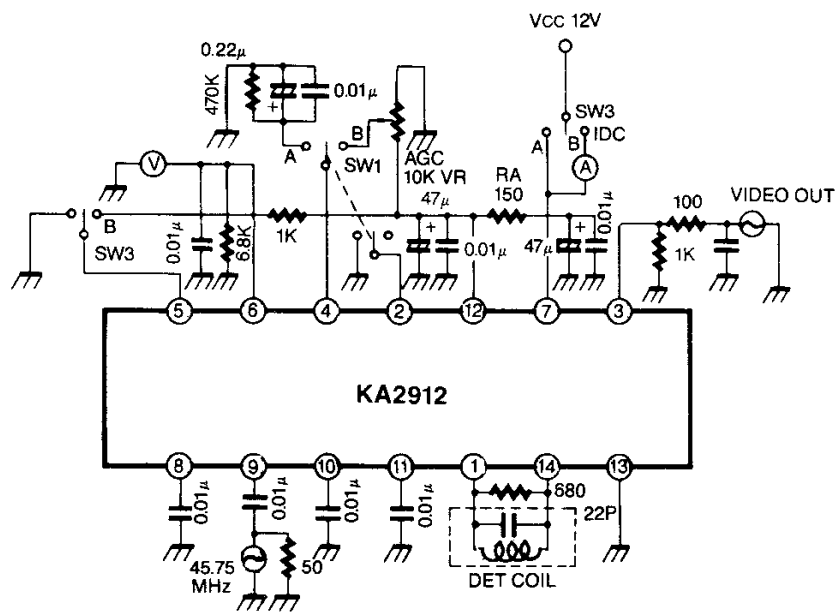 Vcc 12V
0.22μ
470K
+
0.01μ
A
B
SW1
AGC
10K VR
SW3
A
B
IDC
A
V
B
SW3
0.01μ
6.8K
1K
47μ
+
0.01μ
RA
150
47μ
+
0.01μ
100
VIDEO OUT
1K
5
6
4
2
12
7
3
KA2912
8
9
10
11
1
14
13
0.01μ
0.01μ
0.01μ
0.01μ
680
22P
45.75
MHz
50
DET COIL